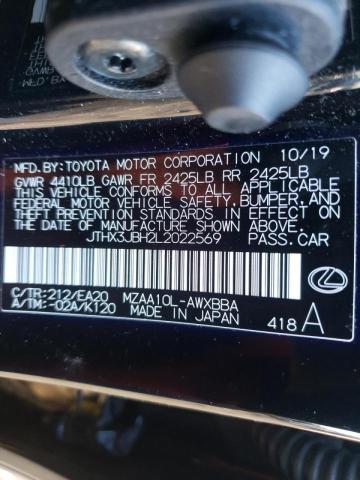 MFD.BY:TOYOTA MOTOR CORPORATION 10/19
GVWR 4410LB GAWR FR 2425LB RR 2425LB
THIS VEHICLE CONFORMS TO ALL APPLICABLE
FEDERAL MOTOR VEHICLE SAFETY,BUMPER,AND
THEFT PREVENTION STANDARDS IN EFFECT ON
THE DATE OF MANUFACTURE SHOWN ABOVE.
JTHX3JBH2L2022569 PASS.CAR
C/TR:212/EA20 MZAA10L-AWXBBA
A/TM:-02A/K120 MADE IN JAPAN 418 A